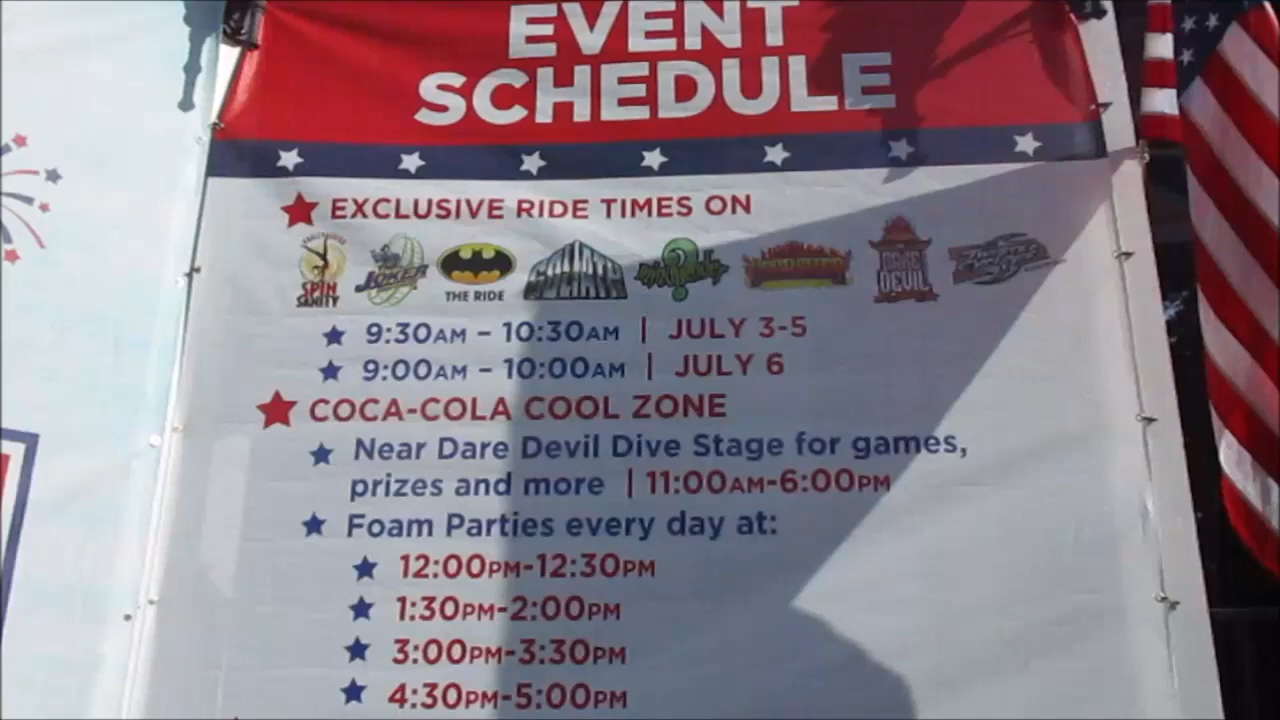 EVENT
SCHEDULE
EXCLUSIVE RIDE TIMES ON
SPIN SANITY THE JOKER THE RIDE GOLIATH DARE DEVIL
9:30AM – 10:30AM | JULY 3-5
9:00AM – 10:00AM | JULY 6
COCA-COLA COOL ZONE
Near Dare Devil Dive Stage for games,
prizes and more | 11:00AM-6:00PM
Foam Parties every day at:
12:00PM-12:30PM
1:30PM-2:00PM
3:00PM-3:30PM
4:30PM-5:00PM